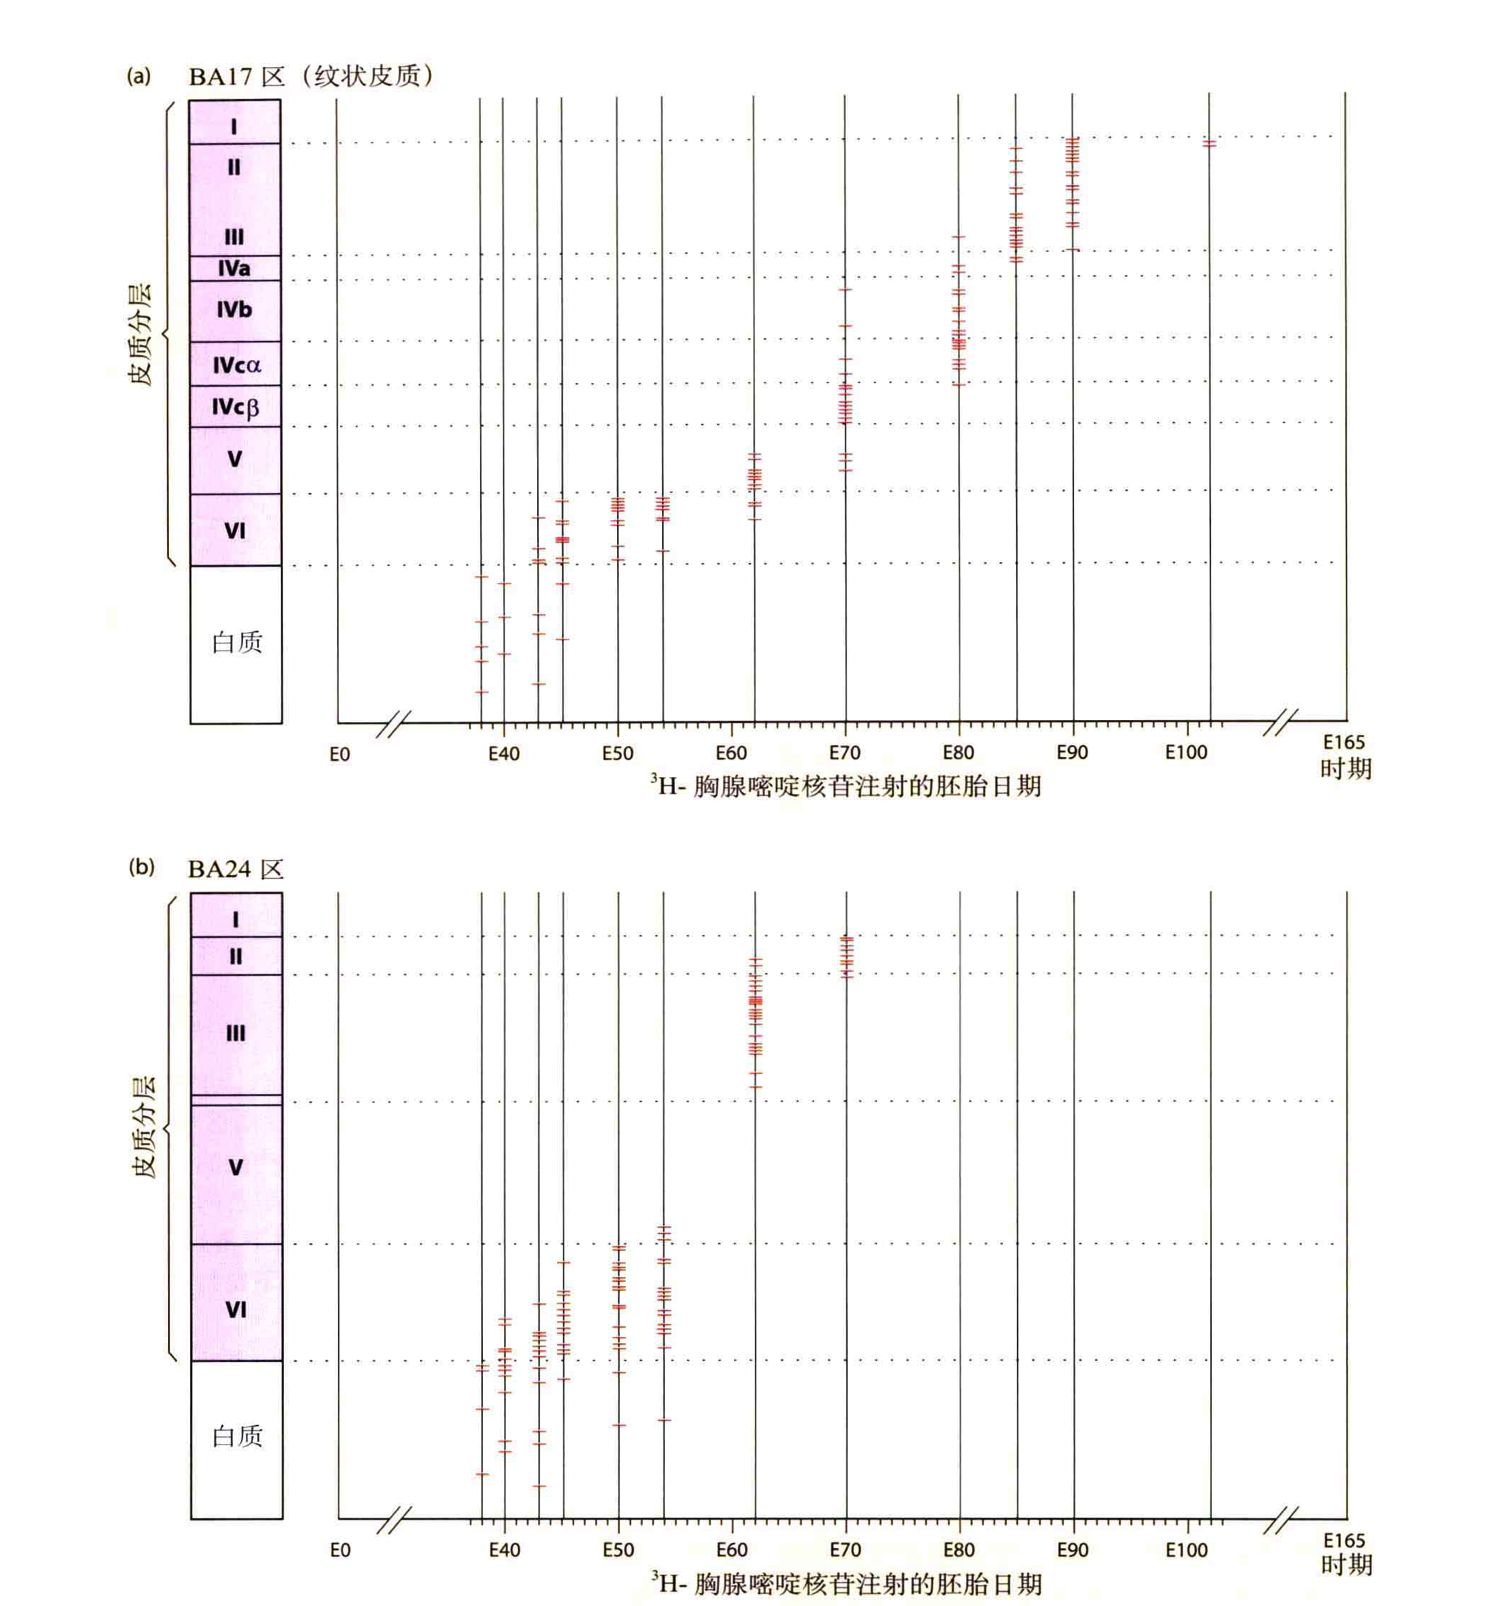 (a) BA17 区（纹状皮质）
I
II
III
IVa
IVb
IVcα
IVcβ
V
VI
白质
皮质分层
E0 E40 E50 E60 E70 E80 E90 E100 E165
时期
³H- 胸腺嘧啶核苷注射的胚胎日期
(b) BA24 区
I
II
III
V
VI
白质
皮质分层
E0 E40 E50 E60 E70 E80 E90 E100 E165
时期
³H- 胸腺嘧啶核苷注射的胚胎日期